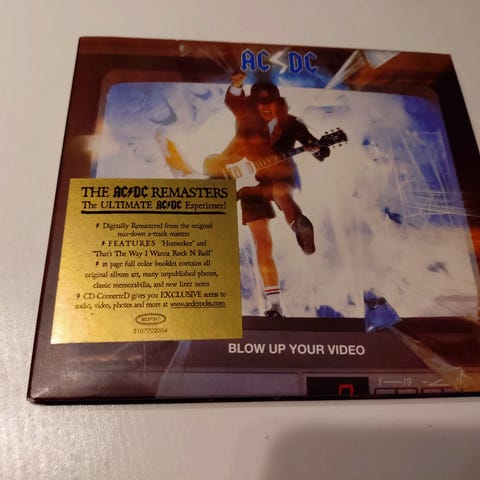 AC⚡DC
THE AC⚡DC REMASTERS
The ULTIMATE AC⚡DC Experience!
Digitally Remastered from the original
mix-down 2-track masters
FEATURES "Heatseeker" and
"That's The Way I Wanna Rock N Roll"
page full color booklet contains all
original album art, many unpublished photos,
classic memorabilia, and new liner notes
CD ConnecteD gives you EXCLUSIVE access to
audio, video, photos and more at www.acdcrocks.com
EPIC
5107702004
BLOW UP YOUR VIDEO
19